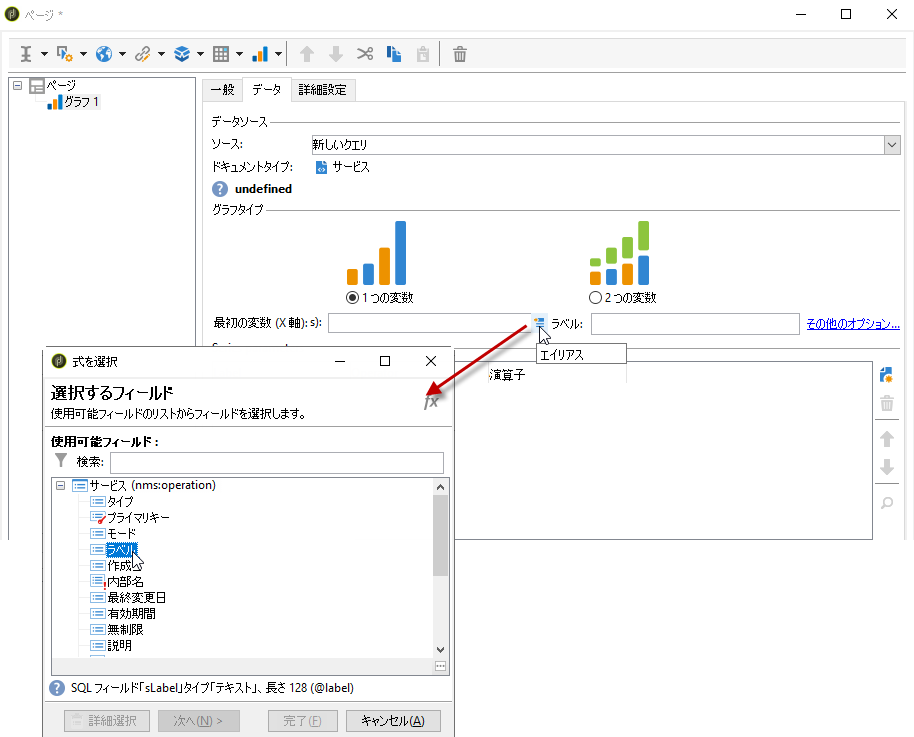 ページ *
ページ
グラフ 1
一般 データ 詳細設定
データソース
ソース: 新しいクエリ
ドキュメントタイプ: サービス
undefined
グラフタイプ
1 つの変数 2 つの変数
最初の変数 (X 軸): s): ラベル: その他のオプション...
エイリアス
演算子
式を選択
選択するフィールド
使用可能フィールドのリストからフィールドを選択します。
fx
使用可能フィールド :
検索:
サービス (nms:operation)
タイプ
プライマリキー
モード
ラベル
作成
内部名
最終変更日
有効期間
無制限
説明
SQL フィールド「sLabel」タイプ「テキスト」、長さ 128 (@label)
詳細選択 次へ(N) > 完了(F) キャンセル(A)